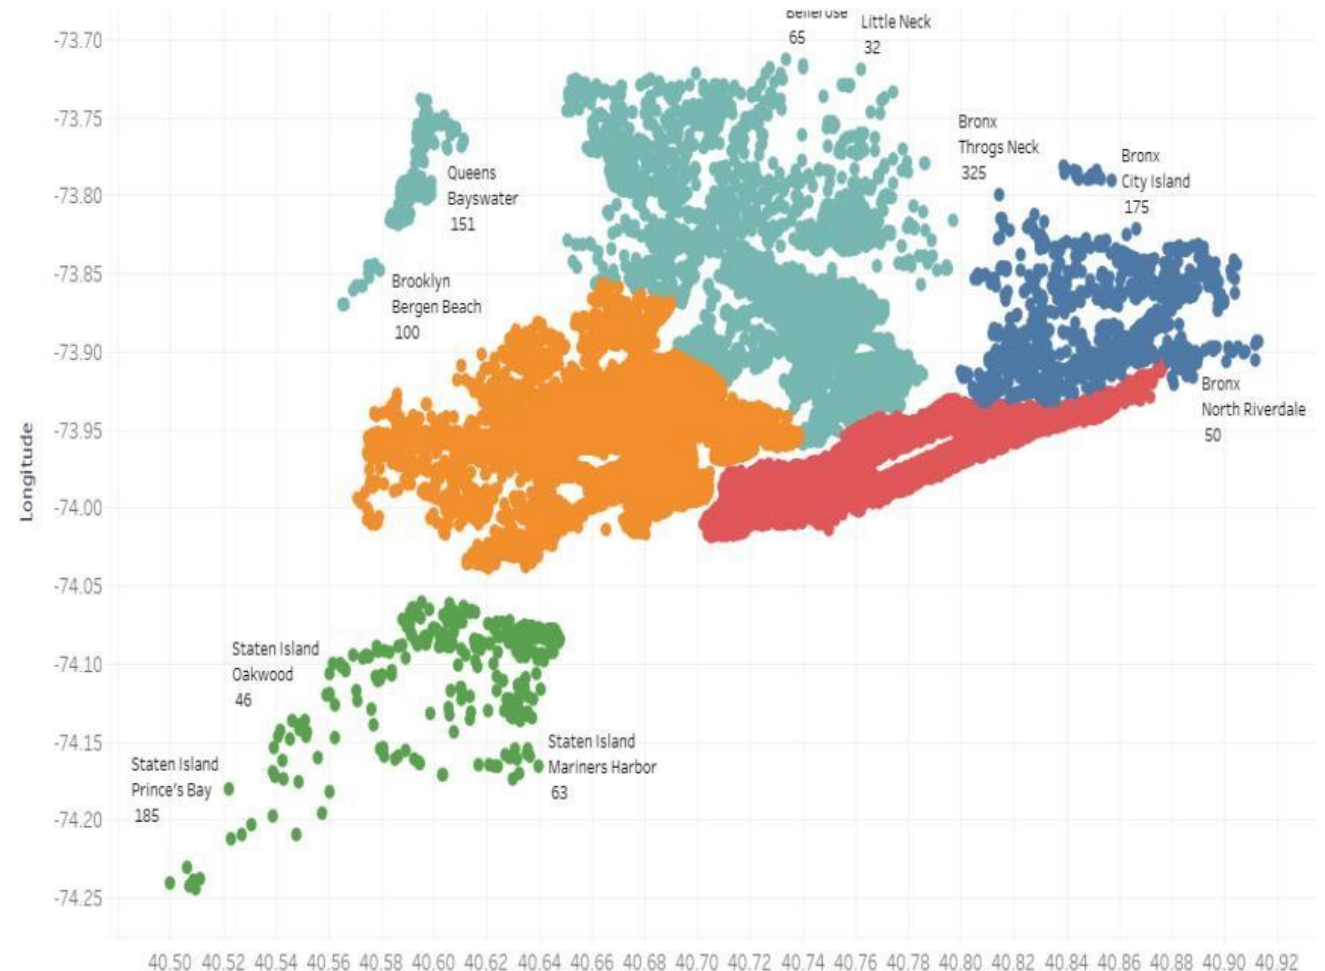 Bellerose
65
Little Neck
32
-73.70
-73.75
-73.80
-73.85
-73.90
-73.95
-74.00
-74.05
-74.10
-74.15
-74.20
-74.25
Longitude
Bronx
Throgs Neck
325
Bronx
City Island
175
Queens
Bayswater
151
Brooklyn
Bergen Beach
100
Bronx
North Riverdale
50
Staten Island
Oakwood
46
Staten Island
Mariners Harbor
63
Staten Island
Prince's Bay
185
40.50 40.52 40.54 40.56 40.58 40.60 40.62 40.64 40.66 40.68 40.70 40.72 40.74 40.76 40.78 40.80 40.82 40.84 40.86 40.88 40.90 40.92